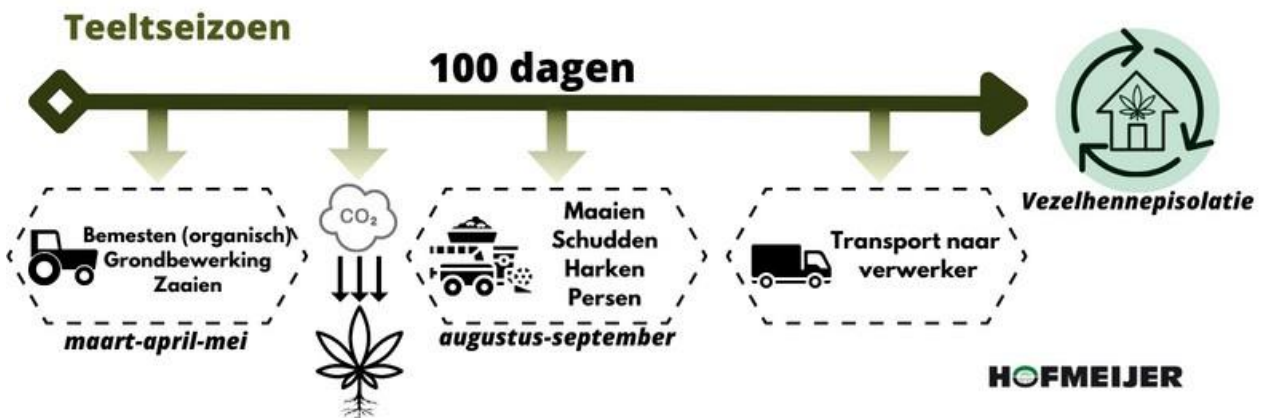 Teeltseizoen
100 dagen
Bemesten (organisch)
Grondbewerking
Zaaien
maart-april-mei
CO₂
Maaien
Schudden
Harken
Persen
augustus-september
Transport naar
verwerker
Vezelhennepisolatie
HOFMEIJER